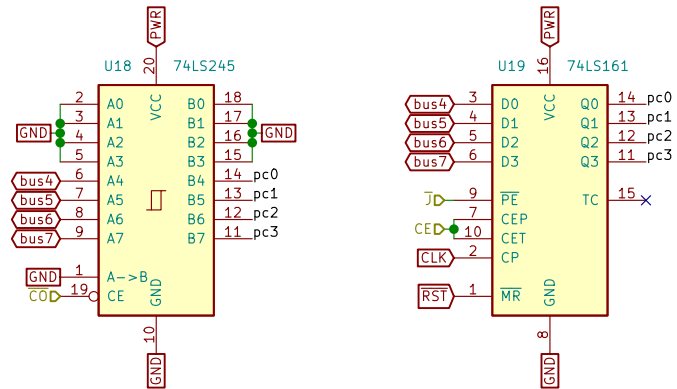 PWR
U18 74LS245
20
VCC
2 A0 B0 18
3 A1 B1 17
GND GND
4 A2 B2 16
5 A3 B3 15
bus4 6 A4 B4 14 pc0
bus5 7 A5 B5 13 pc1
bus6 8 A6 B6 12 pc2
bus7 9 A7 B7 11 pc3
GND 1 A->B
C̅O̅ 19 CE
GND
10
GND
PWR
U19 74LS161
16
VCC
bus4 3 D0 Q0 14 pc0
bus5 4 D1 Q1 13 pc1
bus6 5 D2 Q2 12 pc2
bus7 6 D3 Q3 11 pc3
J̅ 9 P̅E̅ TC 15
7 CEP
CE
10 CET
CLK 2 CP
R̅S̅T̅ 1 M̅R̅
GND
8
GND